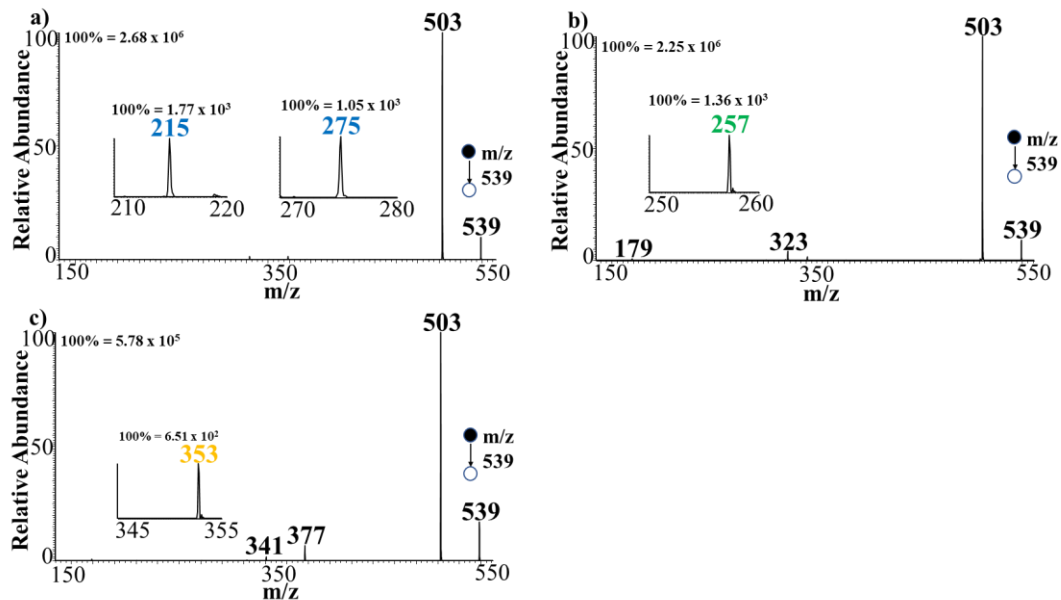 a)
503
100
100% = 2.68 x 10⁶
100% = 1.77 x 10³
215
210
220
100% = 1.05 x 10³
275
270
280
50
0
m/z
539
539
150
350
550
m/z
Relative Abundance
b)
503
100
100% = 2.25 x 10⁶
100% = 1.36 x 10³
257
250
260
50
0
m/z
539
179
323
539
150
350
550
m/z
Relative Abundance
c)
503
100
100% = 5.78 x 10⁵
100% = 6.51 x 10²
353
345
355
50
0
m/z
539
341
377
539
150
350
550
m/z
Relative Abundance